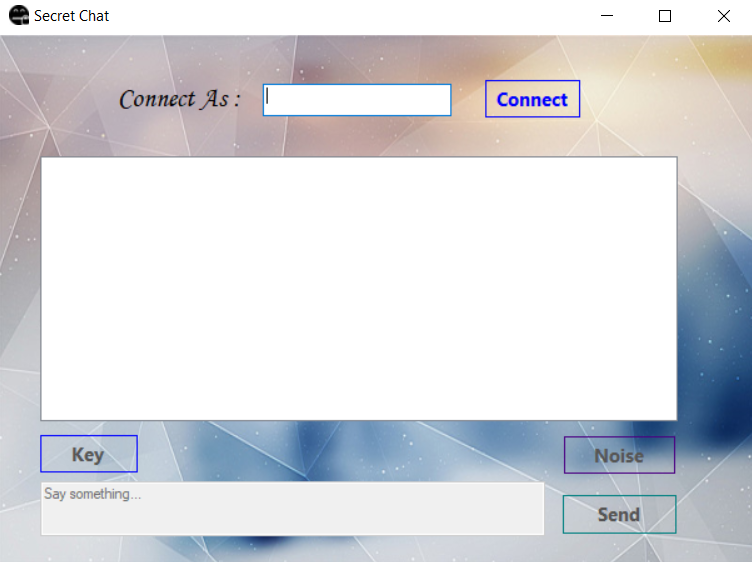 Secret Chat
Connect As : Connect
Key Noise
Say something...
Send